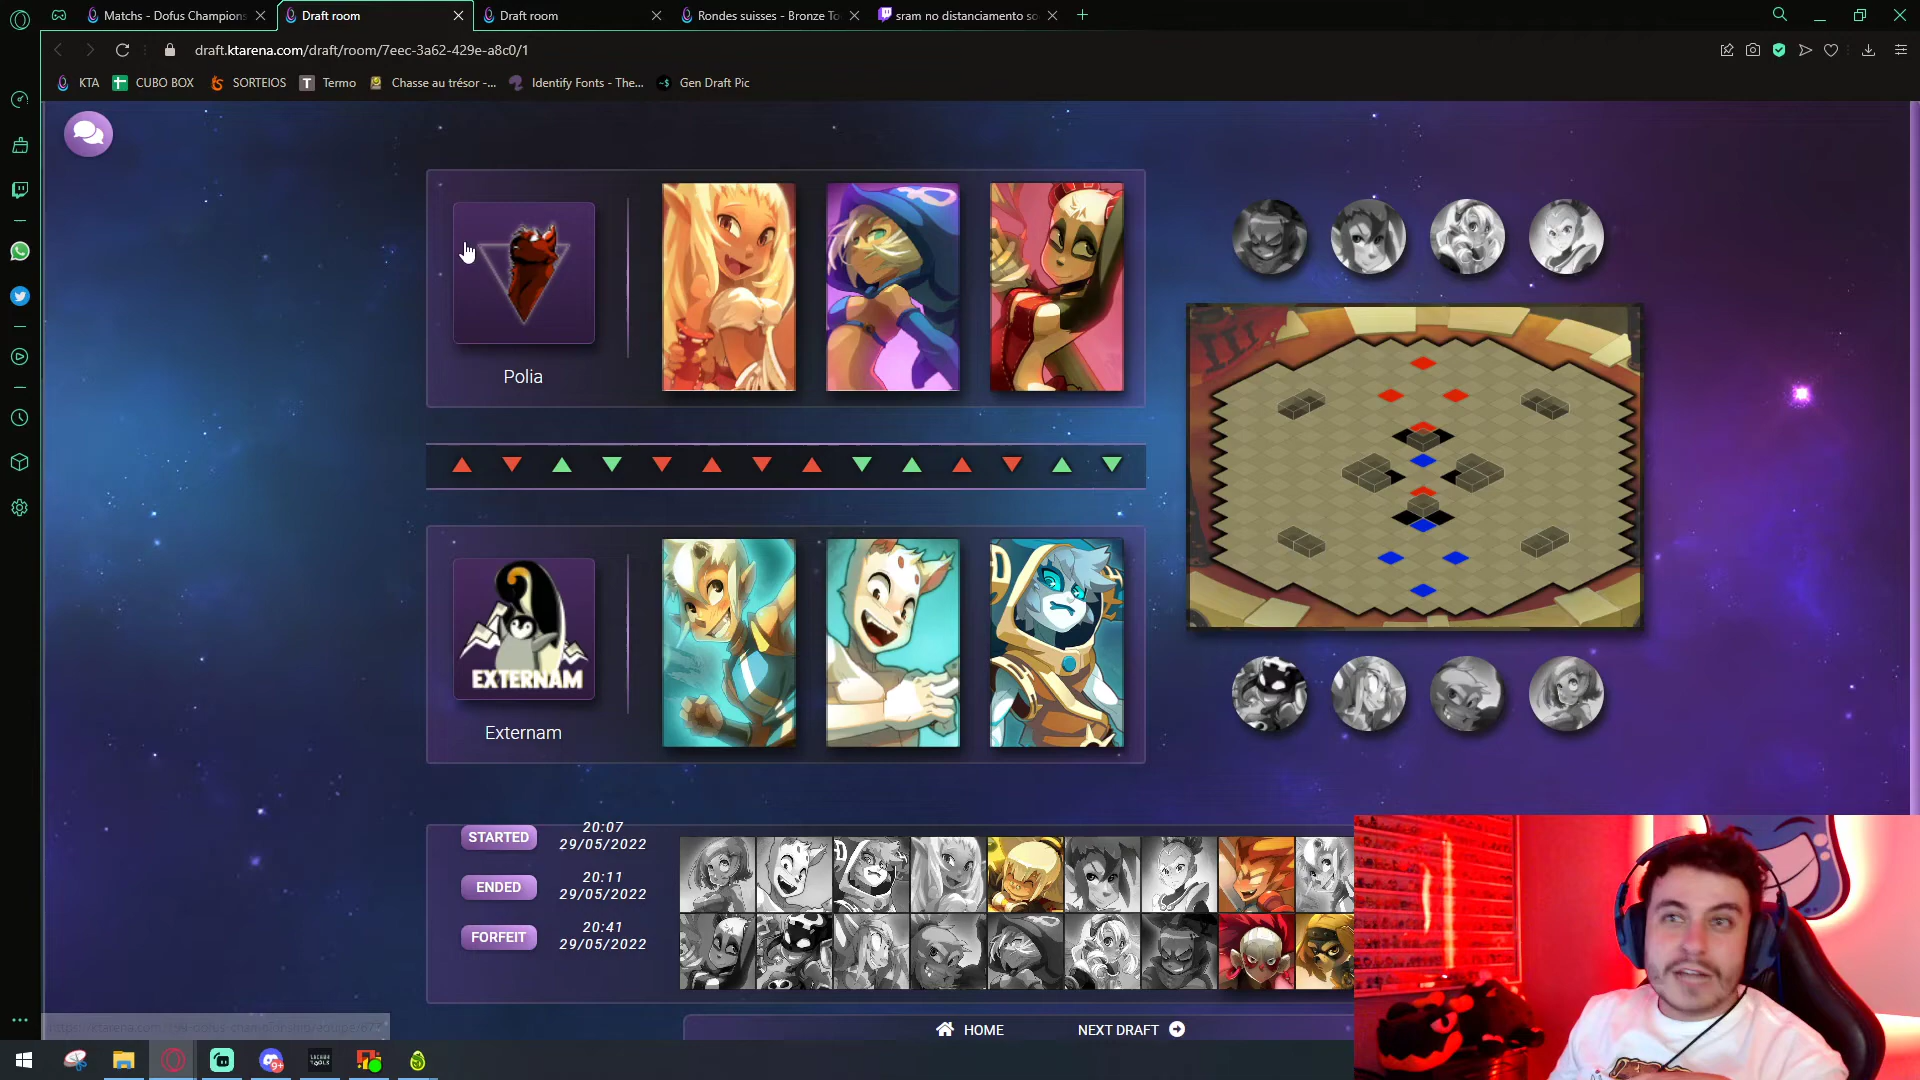 Matchs - Dofus Champions
Draft room
Draft room
Rondes suisses - Bronze To
sram no distanciamento so
draft.ktarena.com/draft/room/7eec-3a62-429e-a8c0/1
KTA
CUBO BOX
SORTEIOS
T
Termo
Chasse au trésor -...
Identify Fonts - The...
~$
Gen Draft Pic
Polia
EXTERNAM
Externam
STARTED
20:07
29/05/2022
ENDED
20:11
29/05/2022
FORFEIT
20:41
29/05/2022
HOME
NEXT DRAFT
9+